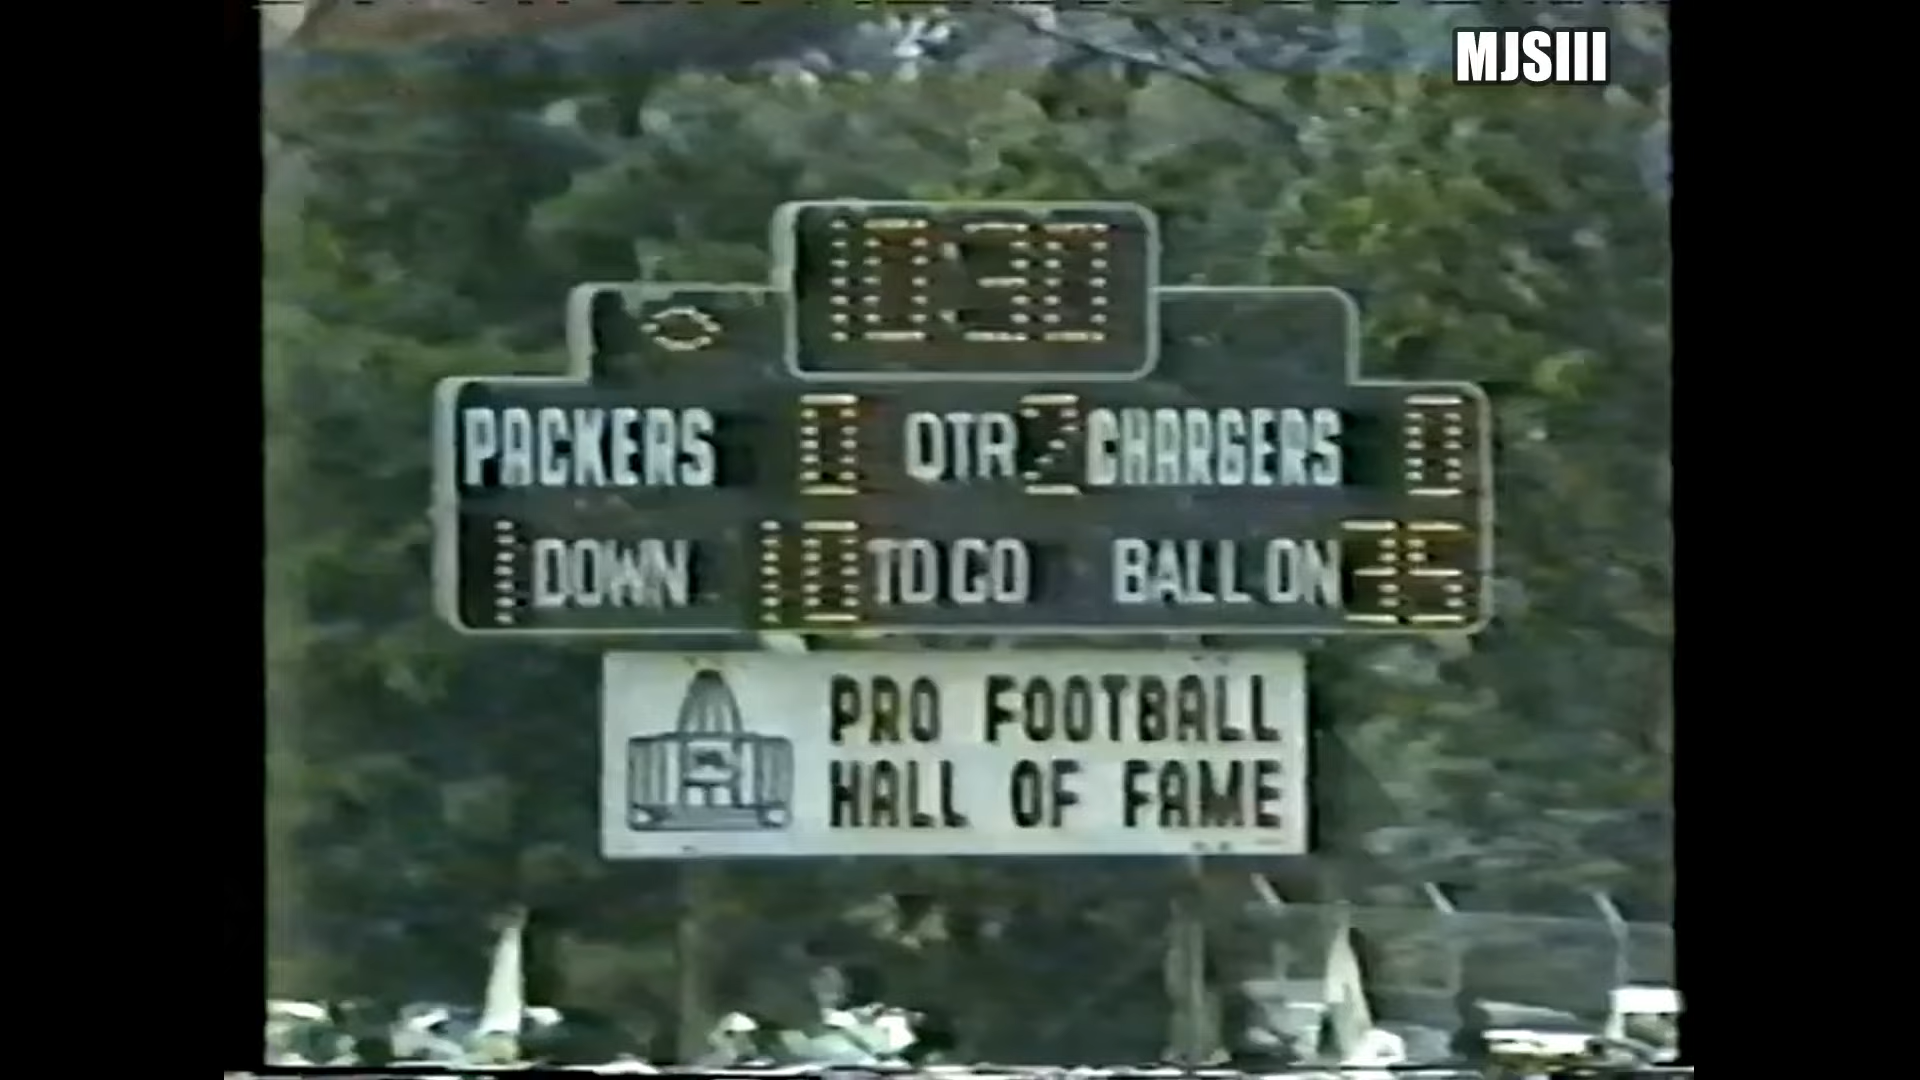 MJSIII
10:30
PACKERS 0 QTR 2 CHARGERS 0
1 DOWN 10 TO GO BALL ON 35
PRO FOOTBALL
HALL OF FAME